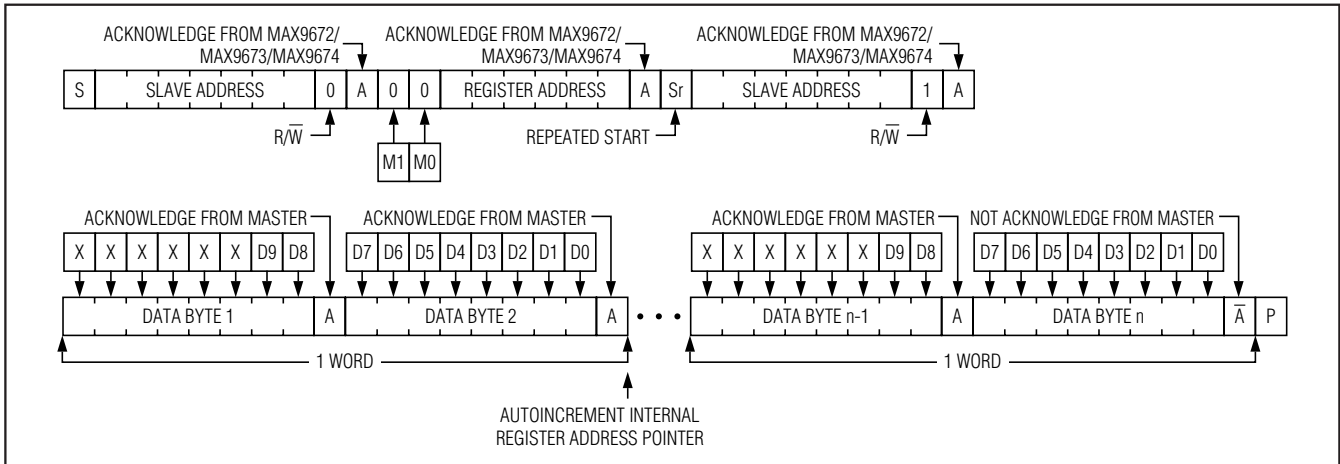 ACKNOWLEDGE FROM MAX9672/ MAX9673/MAX9674
ACKNOWLEDGE FROM MAX9672/ MAX9673/MAX9674
ACKNOWLEDGE FROM MAX9672/ MAX9673/MAX9674
S SLAVE ADDRESS 0 A 0 0 REGISTER ADDRESS A Sr SLAVE ADDRESS 1 A
R/W̅ REPEATED START R/W̅
M1 M0
ACKNOWLEDGE FROM MASTER ACKNOWLEDGE FROM MASTER ACKNOWLEDGE FROM MASTER NOT ACKNOWLEDGE FROM MASTER
X X X X X X D9 D8 D7 D6 D5 D4 D3 D2 D1 D0 X X X X X X D9 D8 D7 D6 D5 D4 D3 D2 D1 D0
DATA BYTE 1 A DATA BYTE 2 A • • • DATA BYTE n-1 A DATA BYTE n A̅ P
1 WORD 1 WORD
AUTOINCREMENT INTERNAL
REGISTER ADDRESS POINTER